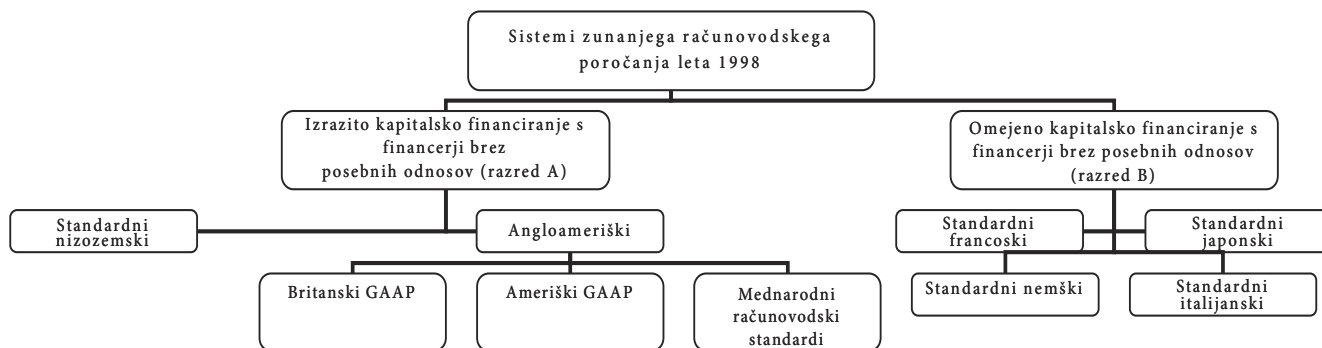 Sistemi zunanjega računovodskega
poročanja leta 1998
Izrazito kapitalsko financiranje s
financerji brez
posebnih odnosov (razred A)
Omejeno kapitalsko financiranje s
financerji brez posebnih odnosov
(razred B)
Standardni
nizozemski
Angloameriški
Standardni
francoski
Standardni
japonski
Britanski GAAP
Ameriški GAAP
Mednarodni
računovodski
standardi
Standardni nemški
Standardni
italijanski